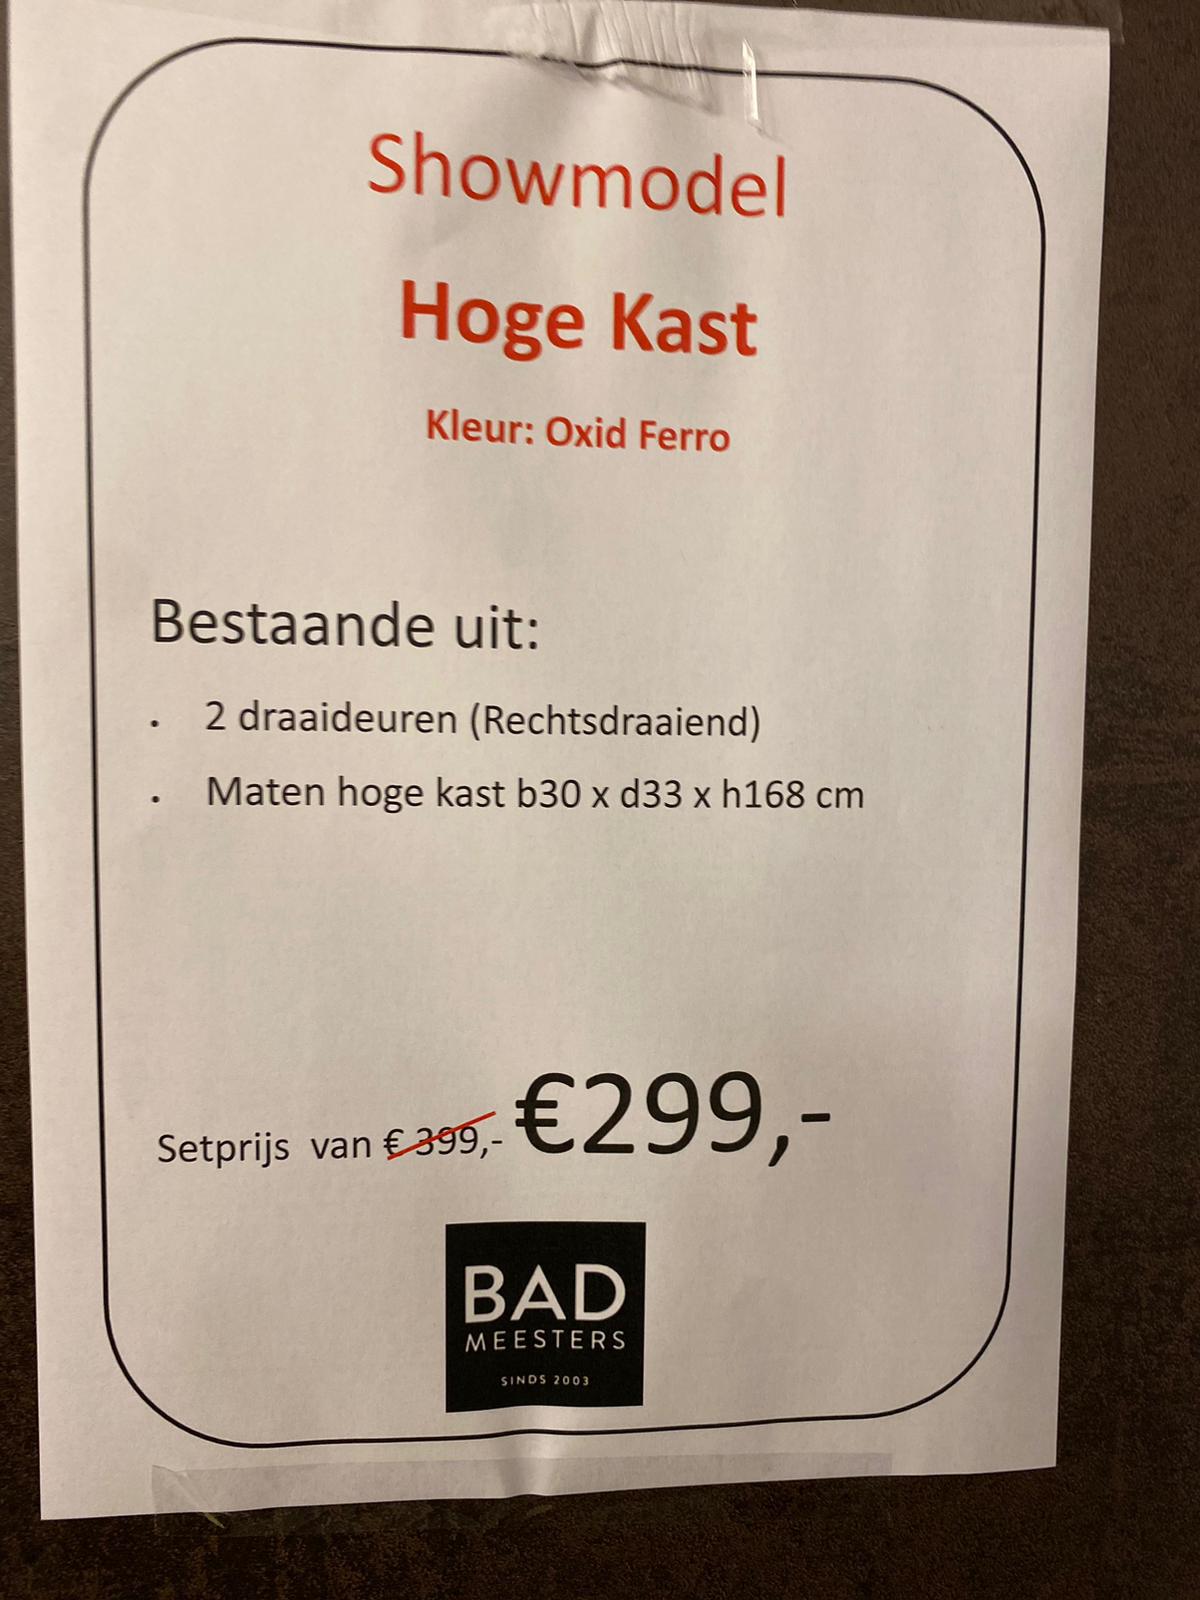 Showmodel
Hoge Kast
Kleur: Oxid Ferro
Bestaande uit:
• 2 draaideuren (Rechtsdraaiend)
• Maten hoge kast b30 x d33 x h168 cm
Setprijs van € 399,- €299,-
BAD
MEESTERS
SINDS 2003